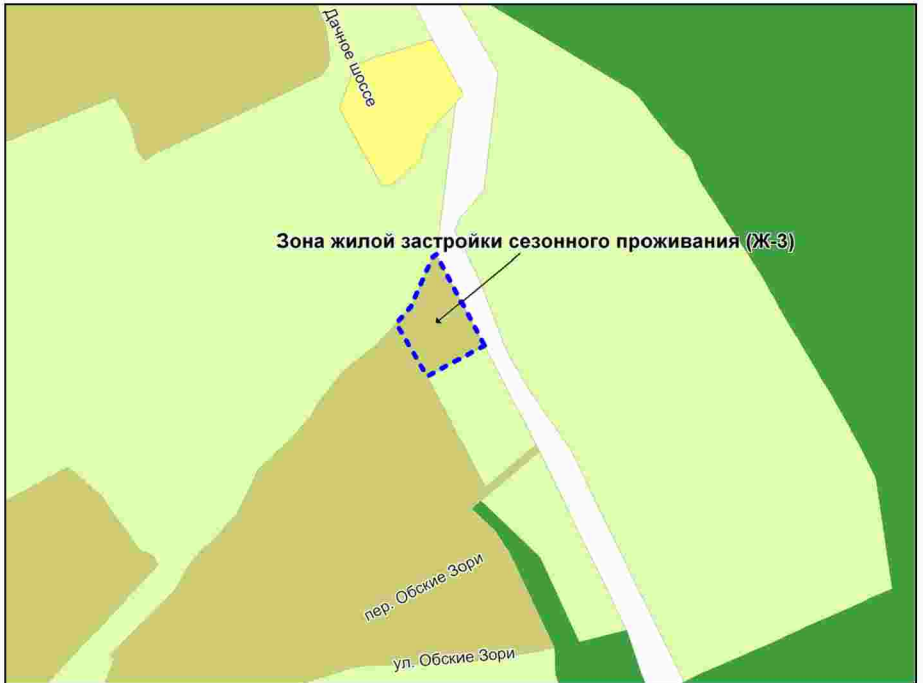 Дачное шоссе
Зона жилой застройки сезонного проживания (Ж-3)
пер. Обские Зори
ул. Обские Зори